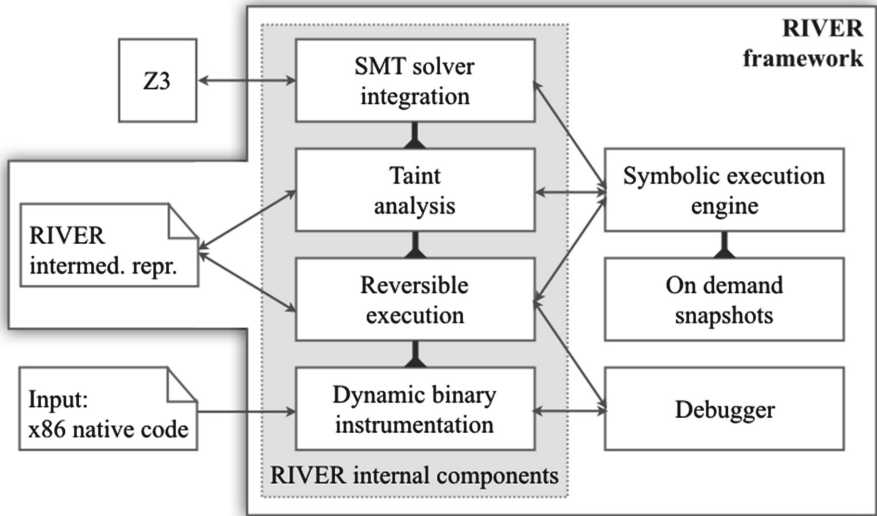 RIVER
framework
Z3
SMT solver
integration
Taint
analysis
Symbolic execution
engine
RIVER
intermed. repr.
Reversible
execution
On demand
snapshots
Input:
x86 native code
Dynamic binary
instrumentation
Debugger
RIVER internal components